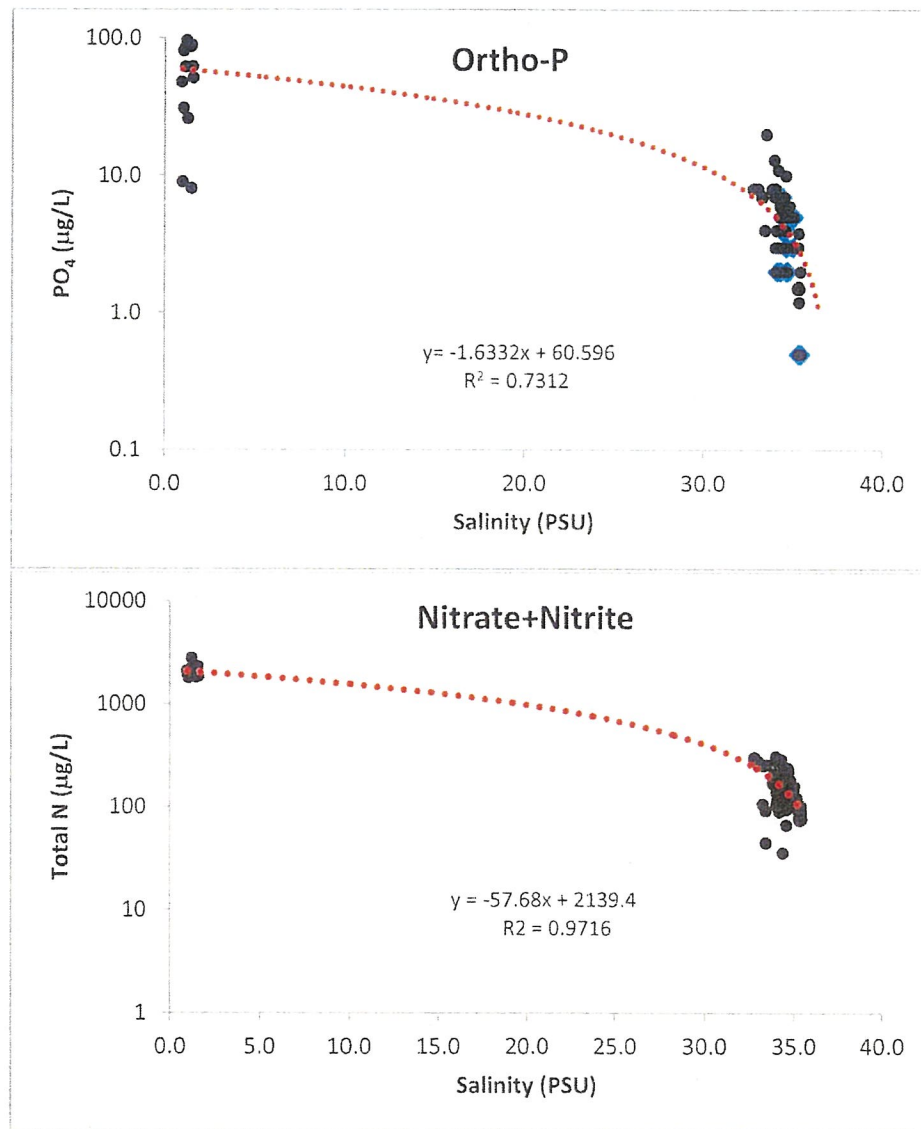 Ortho-P
100.0
10.0
1.0
0.1
PO4 (µg/L)
y= -1.6332x + 60.596
R² = 0.7312
0.0 10.0 20.0 30.0 40.0
Salinity (PSU)
Nitrate+Nitrite
10000
1000
100
10
1
Total N (µg/L)
y = -57.68x + 2139.4
R2 = 0.9716
0.0 5.0 10.0 15.0 20.0 25.0 30.0 35.0 40.0
Salinity (PSU)